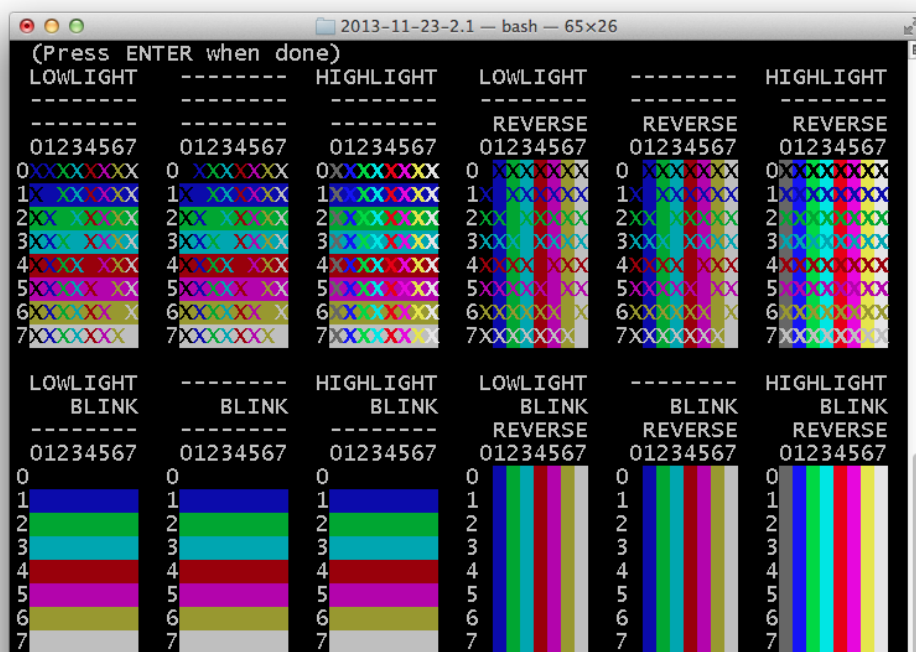 2013-11-23-2.1 — bash — 65×26
(Press ENTER when done)
LOWLIGHT -------- HIGHLIGHT LOWLIGHT -------- HIGHLIGHT
-------- -------- -------- -------- -------- --------
-------- -------- -------- REVERSE REVERSE REVERSE
01234567 01234567 01234567 01234567 01234567 01234567
0 XXXXXXX 0 XXXXXXX 0XXXXXXXX 0 XXXXXXX 0 XXXXXXX 0XXXXXXXX
1X XXXXXX 1X XXXXXX 1XXXXXXXX 1X XXXXXX 1X XXXXXX 1XXXXXXXX
2XX XXXXX 2XX XXXXX 2XXXXXXXX 2XX XXXXX 2XX XXXXX 2XXXXXXXX
3XXX XXXX 3XXX XXXX 3XXXXXXXX 3XXX XXXX 3XXX XXXX 3XXXXXXXX
4XXXX XXX 4XXXX XXX 4XXXXXXXX 4XXXX XXX 4XXXX XXX 4XXXXXXXX
5XXXXX XX 5XXXXX XX 5XXXXXXXX 5XXXXX XX 5XXXXX XX 5XXXXXXXX
6XXXXXX X 6XXXXXX X 6XXXXXXXX 6XXXXXX X 6XXXXXX X 6XXXXXXXX
7XXXXXXX 7XXXXXXX 7XXXXXXXX 7XXXXXXX 7XXXXXXX 7XXXXXXXX
LOWLIGHT -------- HIGHLIGHT LOWLIGHT -------- HIGHLIGHT
BLINK BLINK BLINK BLINK BLINK BLINK
-------- -------- -------- REVERSE REVERSE REVERSE
01234567 01234567 01234567 01234567 01234567 01234567
0 0 0 0 0 0
1 1 1 1 1 1
2 2 2 2 2 2
3 3 3 3 3 3
4 4 4 4 4 4
5 5 5 5 5 5
6 6 6 6 6 6
7 7 7 7 7 7